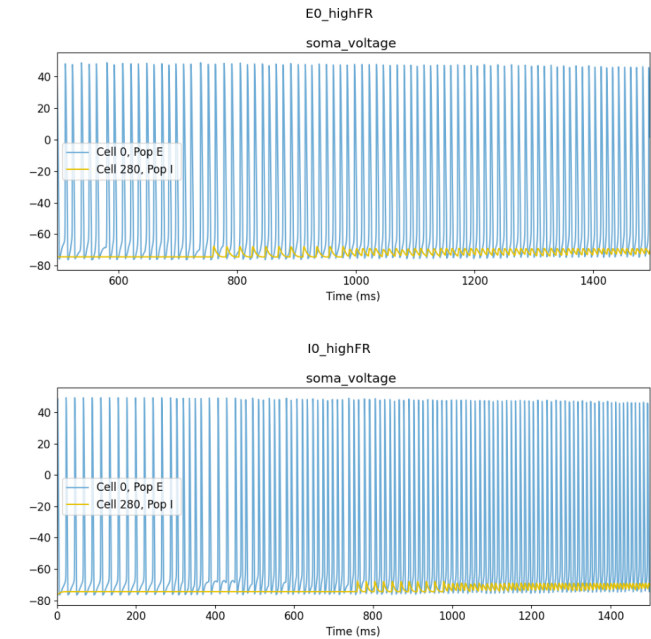 E0_highFR
soma_voltage
40
20
0
−20
−40
−60
−80
Cell 0, Pop E
Cell 280, Pop I
600 800 1000 1200 1400
Time (ms)
I0_highFR
soma_voltage
40
20
0
−20
−40
−60
−80
Cell 0, Pop E
Cell 280, Pop I
0 200 400 600 800 1000 1200 1400
Time (ms)